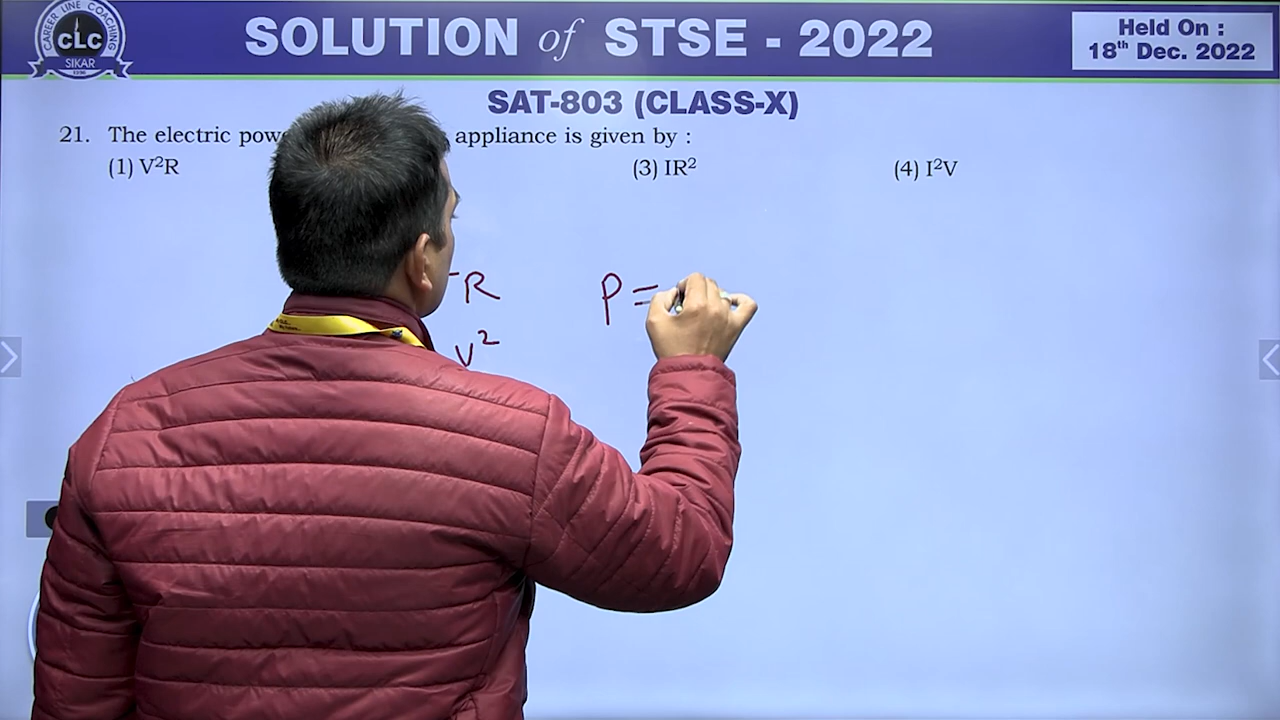 CAREER LINE COACHING
CLC
SIKAR
1996
SOLUTION of STSE - 2022
Held On :
18th Dec. 2022
SAT-803 (CLASS-X)
21. The electric pow appliance is given by :
(1) V²R (3) IR² (4) I²V
R P =
V²